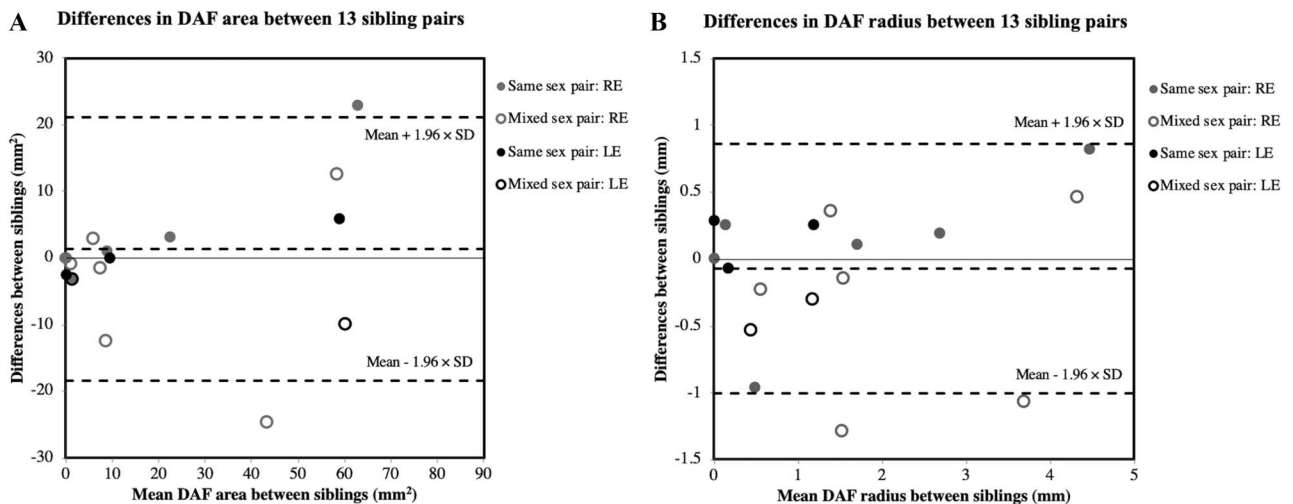 A
Differences in DAF area between 13 sibling pairs
30
20
10
0
-10
-20
-30
Differences between siblings (mm²)
Mean + 1.96 × SD
Mean - 1.96 × SD
0 10 20 30 40 50 60 70 80 90
Mean DAF area between siblings (mm²)
Same sex pair: RE
Mixed sex pair: RE
Same sex pair: LE
Mixed sex pair: LE
B
Differences in DAF radius between 13 sibling pairs
1.5
1
0.5
0
-0.5
-1
-1.5
Differences between siblings (mm)
Mean + 1.96 × SD
Mean - 1.96 × SD
0 1 2 3 4 5
Mean DAF radius between siblings (mm)
Same sex pair: RE
Mixed sex pair: RE
Same sex pair: LE
Mixed sex pair: LE